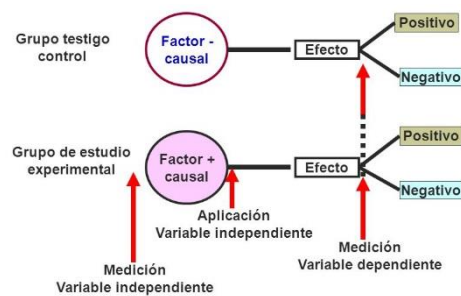 Grupo testigo
control
Factor -
causal
Efecto
Positivo
Negativo
Grupo de estudio
experimental
Factor +
causal
Efecto
Positivo
Negativo
Aplicación
Variable independiente
Medición
Variable independiente
Medición
Variable dependiente